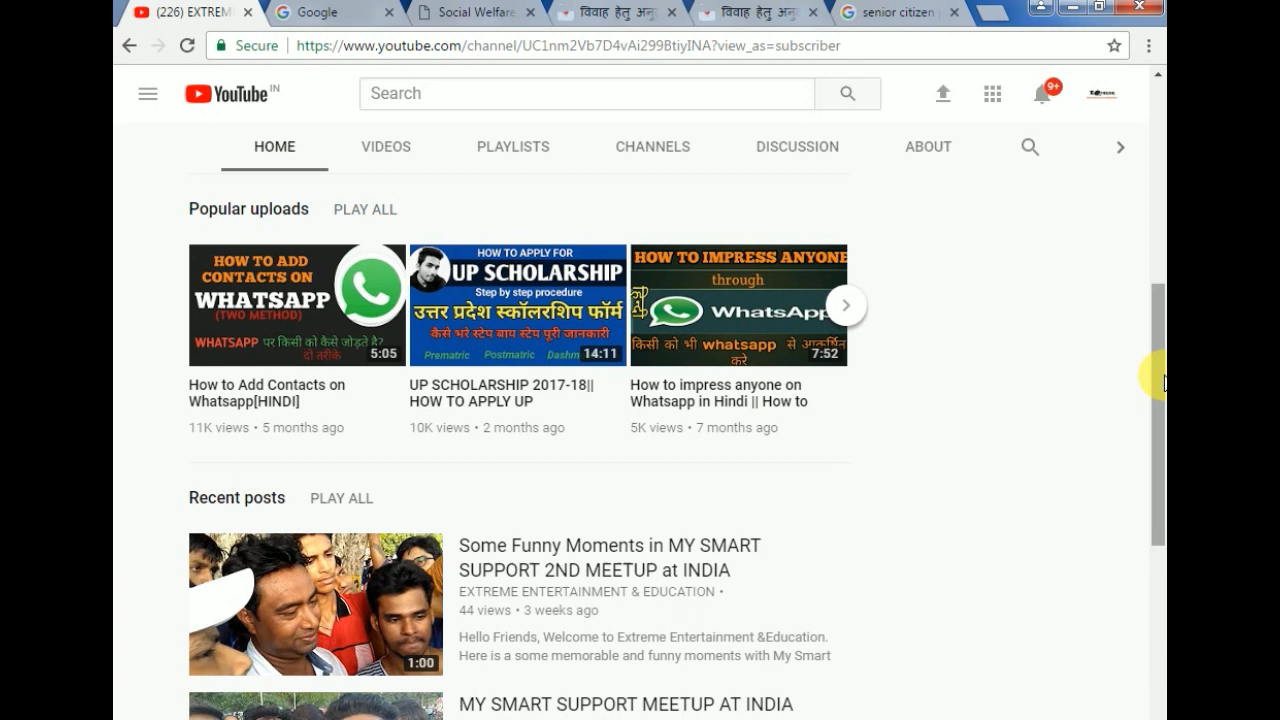 (226) EXTREM
Google
Social Welfare
विवाह हेतु अनु
विवाह हेतु अनु
senior citizen
Secure
https://www.youtube.com/channel/UC1nm2Vb7D4vAi299BtiyINA?view_as=subscriber
YouTube IN
Search
9+
HOME
VIDEOS
PLAYLISTS
CHANNELS
DISCUSSION
ABOUT
Popular uploads
PLAY ALL
HOW TO ADD
CONTACTS ON
WHATSAPP
(TWO METHOD)
WHATSAPP पर किसी को कैसे जोड़ते है?
दो तरीके
5:05
HOW TO APPLY FOR
UP SCHOLARSHIP
Step by step procedure
उत्तर प्रदेश स्कॉलरशिप फॉर्म
कैसे भरे स्टेप बाय स्टेप पूरी जानकारी
Prematric Postmatric Dashm
14:11
HOW TO IMPRESS ANYONE
through
WhatsApp
किसी को भी whatsapp से आकर्षित
करे
7:52
How to Add Contacts on
Whatsapp[HINDI]
11K views • 5 months ago
UP SCHOLARSHIP 2017-18||
HOW TO APPLY UP
10K views • 2 months ago
How to impress anyone on
Whatsapp in Hindi || How to
5K views • 7 months ago
Recent posts
PLAY ALL
1:00
Some Funny Moments in MY SMART
SUPPORT 2ND MEETUP at INDIA
EXTREME ENTERTAINMENT & EDUCATION •
44 views • 3 weeks ago
Hello Friends, Welcome to Extreme Entertainment &Education.
Here is a some memorable and funny moments with My Smart
MY SMART SUPPORT MEETUP AT INDIA